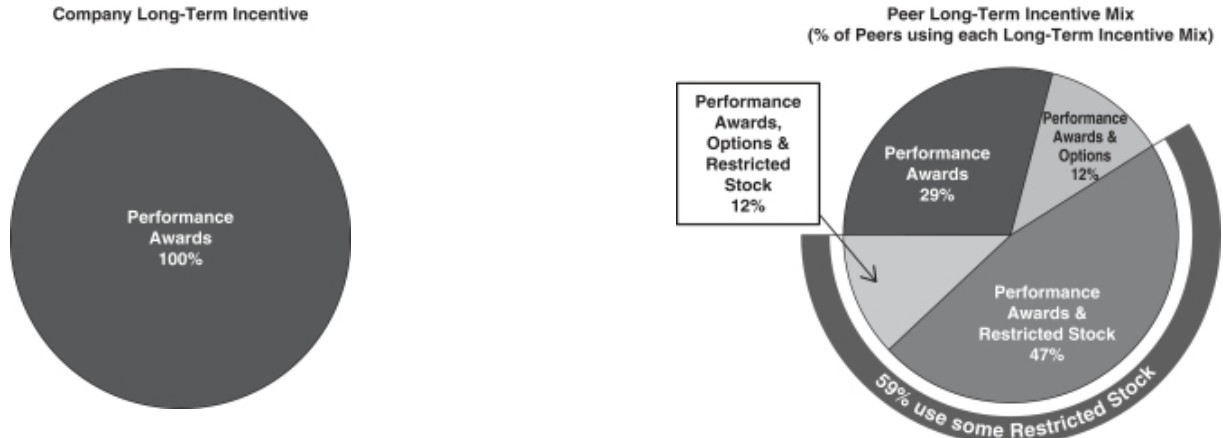 Company Long-Term Incentive
Performance
Awards
100%
Peer Long-Term Incentive Mix
(% of Peers using each Long-Term Incentive Mix)
Performance
Awards,
Options &
Restricted
Stock
12%
Performance
Awards
29%
Performance
Awards &
Options
12%
Performance
Awards &
Restricted Stock
47%
59% use some Restricted Stock